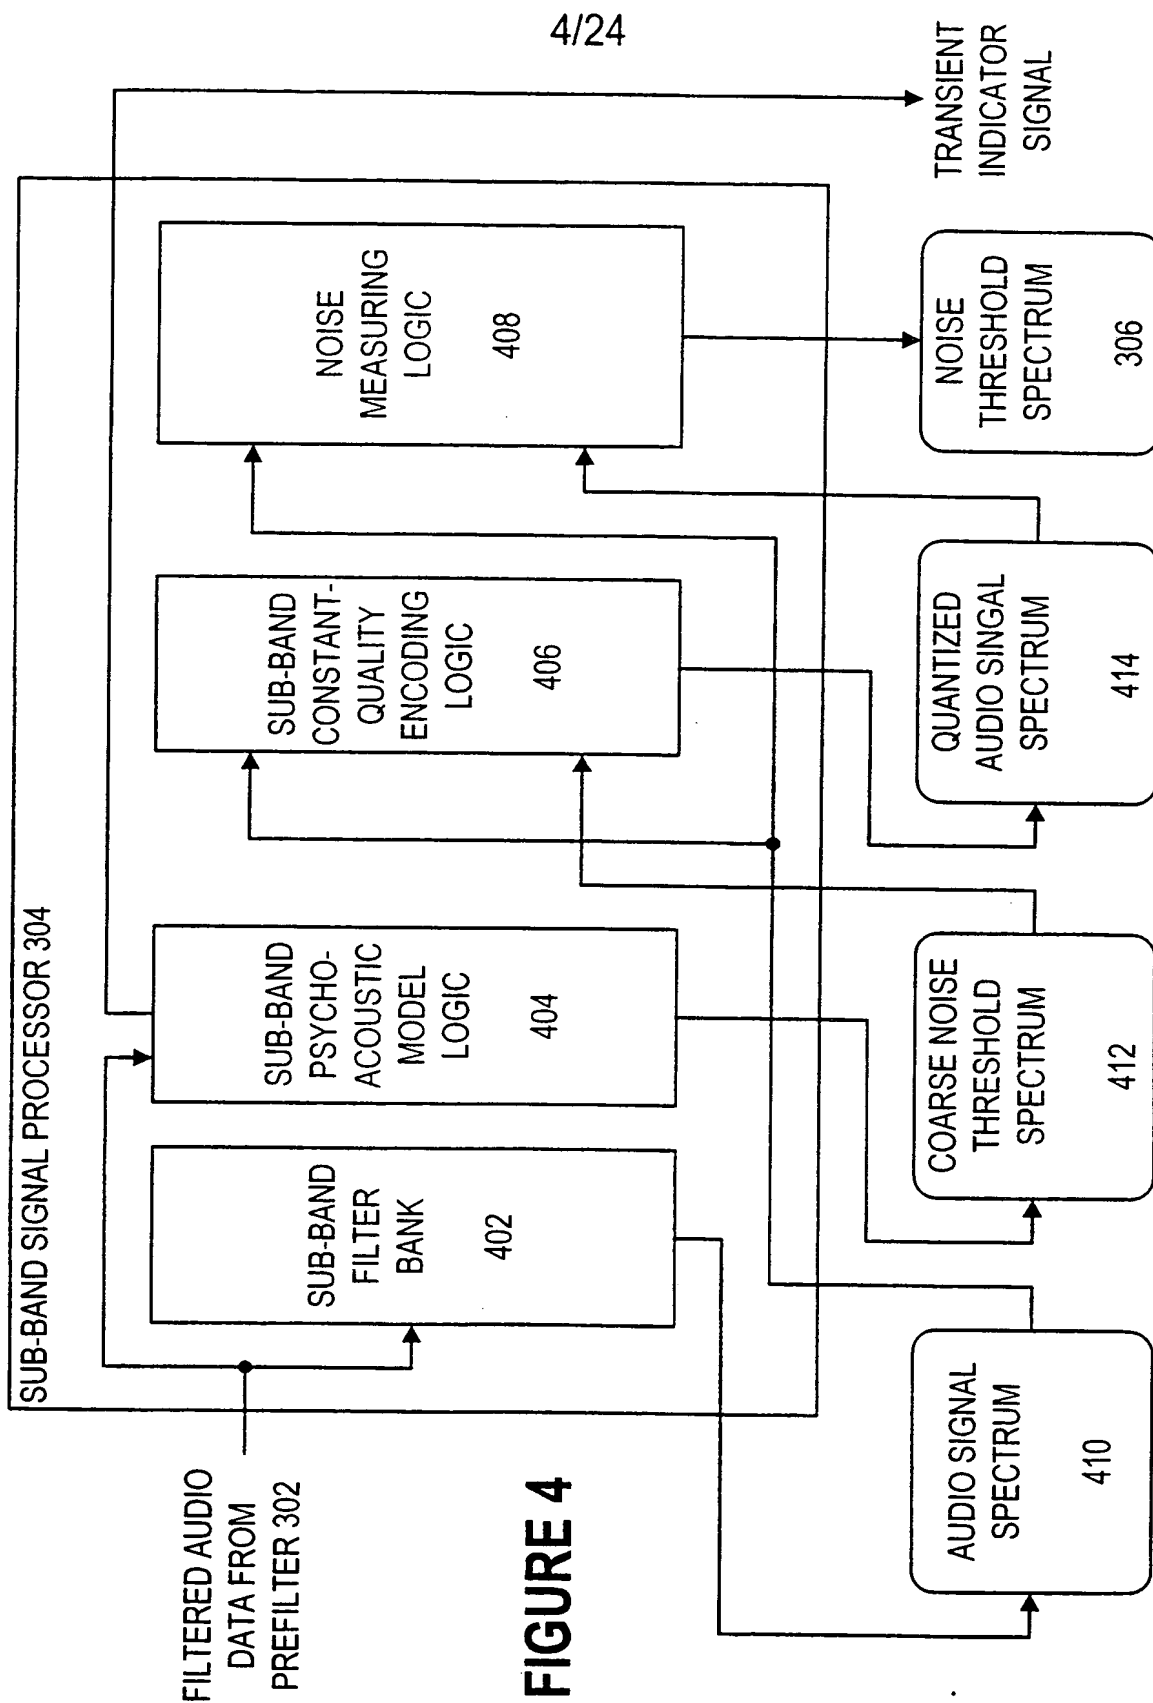 4/24
SUB-BAND SIGNAL PROCESSOR 304
FILTERED AUDIO
DATA FROM
PREFILTER 302
SUB-BAND
FILTER
BANK
402
SUB-BAND
PSYCHO-
ACOUSTIC
MODEL
LOGIC
404
SUB-BAND
CONSTANT-
QUALITY
ENCODING
LOGIC
406
NOISE
MEASURING
LOGIC
408
TRANSIENT
INDICATOR
SIGNAL
AUDIO SIGNAL
SPECTRUM
410
COARSE NOISE
THRESHOLD
SPECTRUM
412
QUANTIZED
AUDIO SINGAL
SPECTRUM
414
NOISE
THRESHOLD
SPECTRUM
306
FIGURE 4